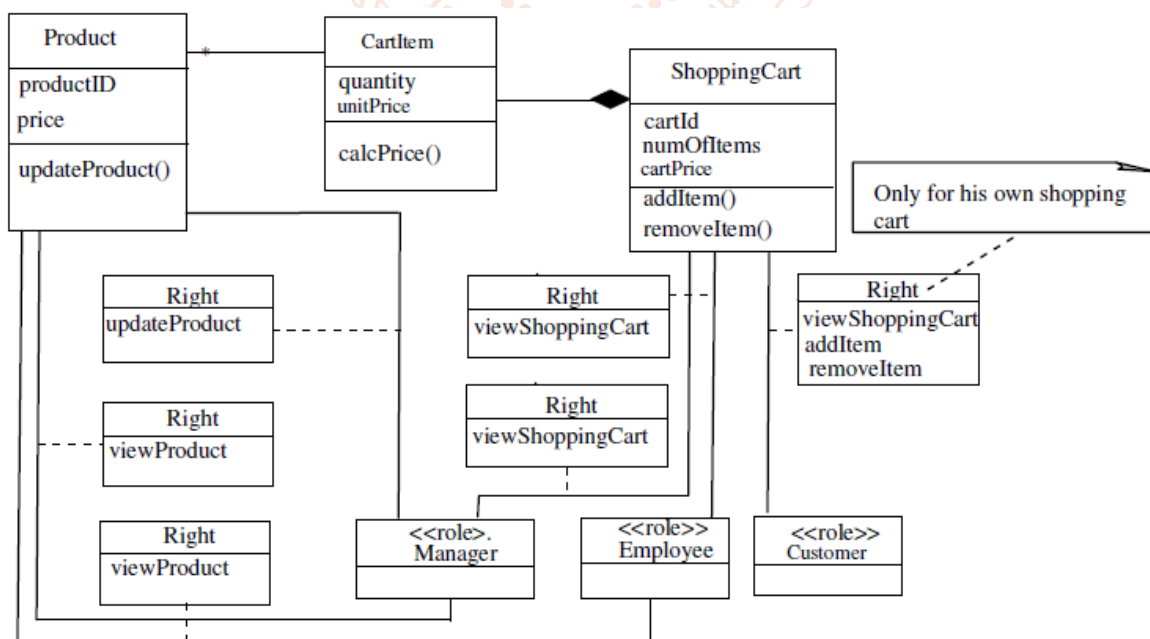 Product
productID
price
updateProduct()
*
CartItem
quantity
unitPrice
calcPrice()
ShoppingCart
cartId
numOfItems
cartPrice
addItem()
removeItem()
Only for his own shopping
cart
Right
updateProduct
Right
viewShoppingCart
Right
viewShoppingCart
addItem
removeItem
Right
viewProduct
Right
viewShoppingCart
Right
viewProduct
<<role>.
Manager
<<role>>
Employee
<<role>>
Customer